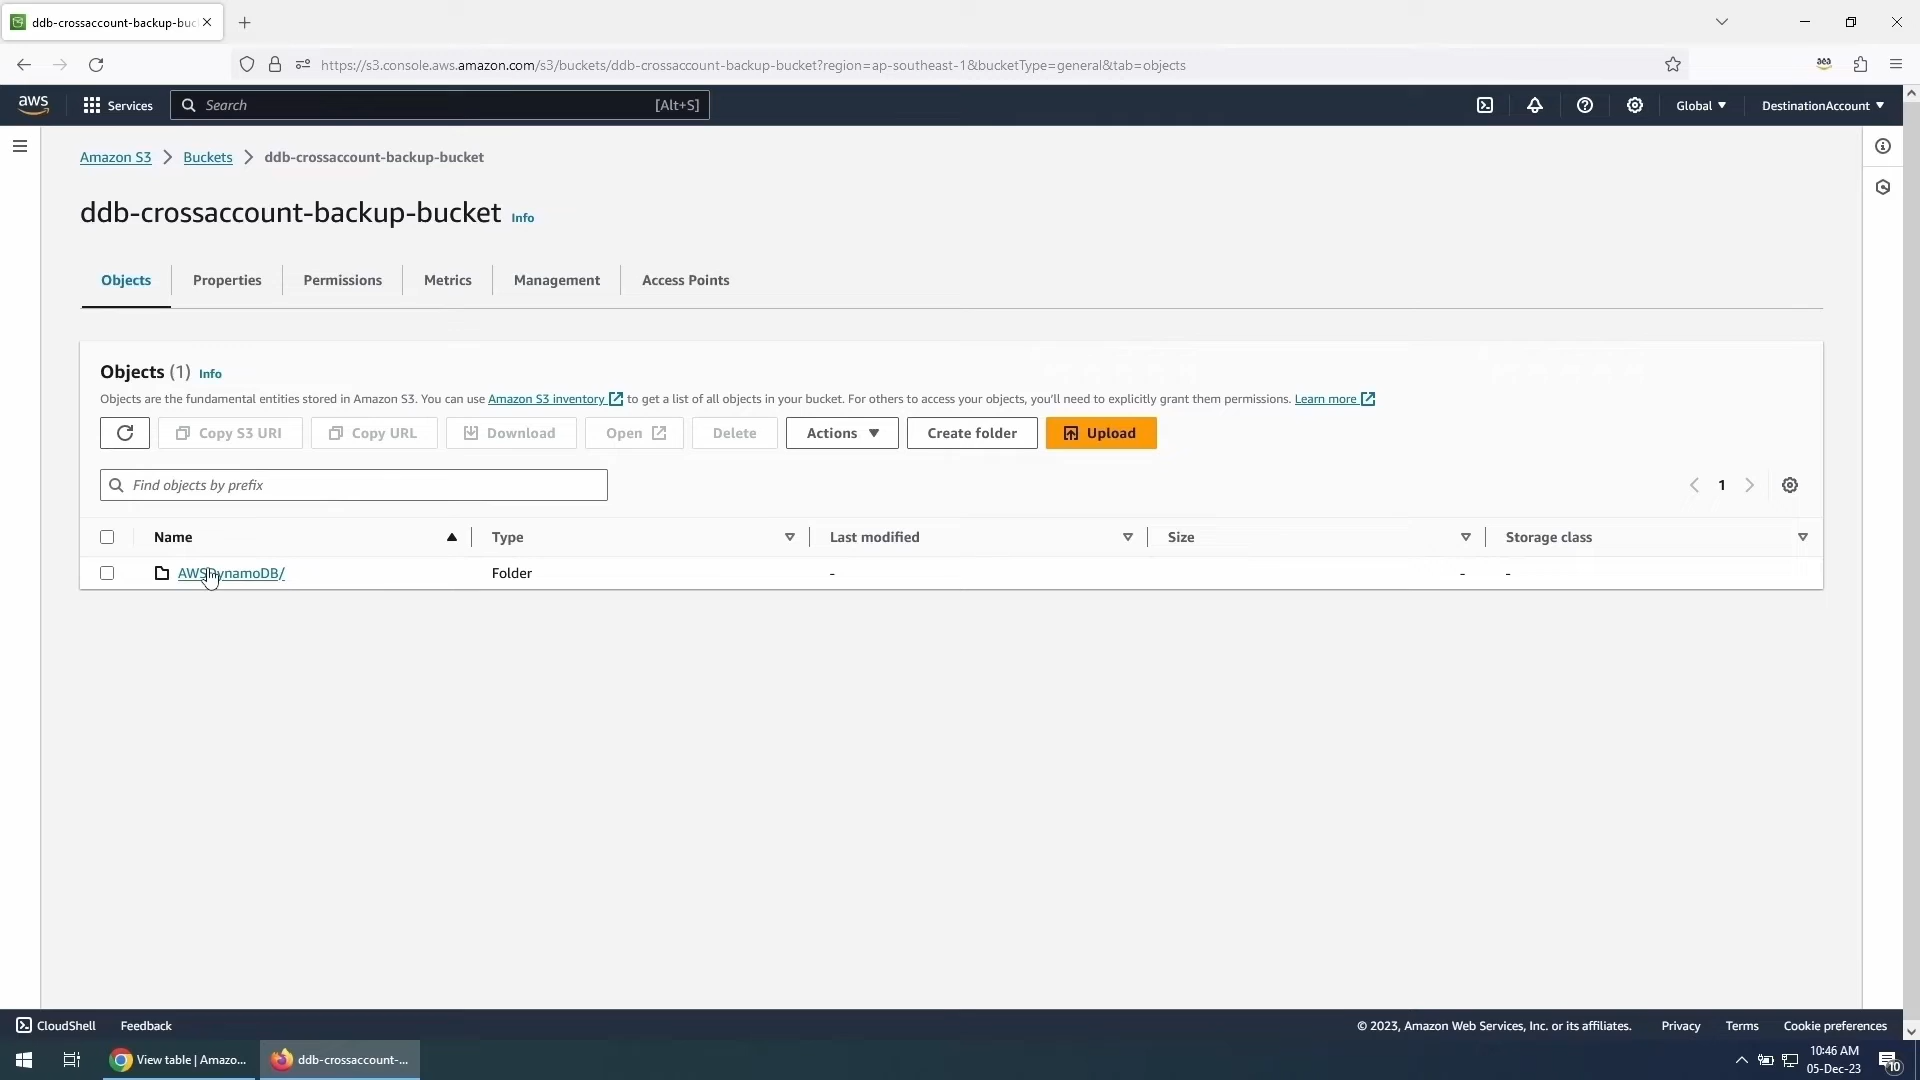 ddb-crossaccount-backup-buc
https://s3.console.aws.amazon.com/s3/buckets/ddb-crossaccount-backup-bucket?region=ap-southeast-1&bucketType=general&tab=objects
aws
Services
Search
[Alt+S]
Global
DestinationAccount
Amazon S3
Buckets
ddb-crossaccount-backup-bucket
ddb-crossaccount-backup-bucket Info
Objects
Properties
Permissions
Metrics
Management
Access Points
Objects (1) Info
Objects are the fundamental entities stored in Amazon S3. You can use Amazon S3 inventory to get a list of all objects in your bucket. For others to access your objects, you'll need to explicitly grant them permissions. Learn more
Copy S3 URI
Copy URL
Download
Open
Delete
Actions
Create folder
Upload
Find objects by prefix
1
Name
Type
Last modified
Size
Storage class
AWSDynamoDB/
Folder
-
-
-
CloudShell
Feedback
© 2023, Amazon Web Services, Inc. or its affiliates.
Privacy
Terms
Cookie preferences
View table | Amazo...
ddb-crossaccount-...
10:46 AM
05-Dec-23
10